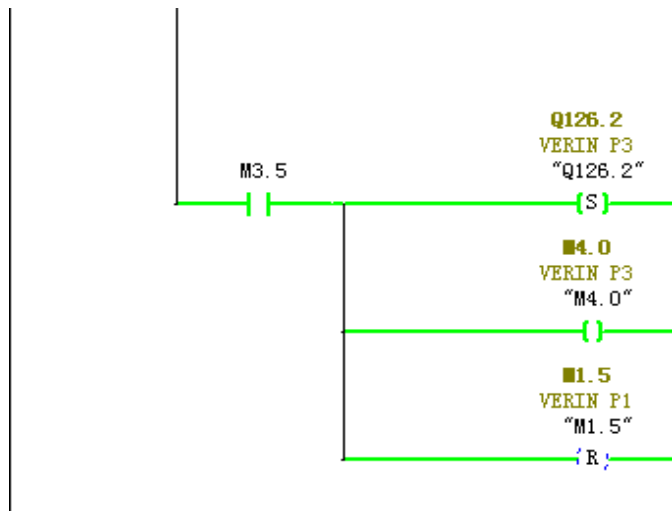 Q126.2
VERIN P3
M3.5
"Q126.2"
S
M4.0
VERIN P3
"M4.0"
M1.5
VERIN P1
"M1.5"
R